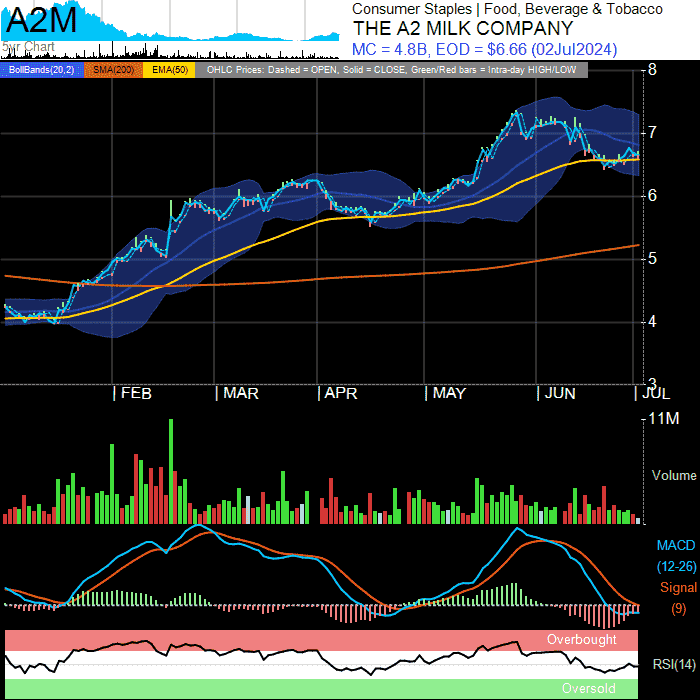 A2M
5yr Chart
Consumer Staples | Food, Beverage & Tobacco
THE A2 MILK COMPANY
MC = 4.8B, EOD = $6.66 (02Jul2024)
BollBands(20,2) SMA(200) EMA(50) OHLC Prices: Dashed = OPEN, Solid = CLOSE, Green/Red bars = Intra-day HIGH/LOW
8
7
6
5
4
3
| FEB | MAR | APR | MAY | JUN | JUL
11M
Volume
MACD
(12-26)
Signal
(9)
Overbought
RSI(14)
Oversold